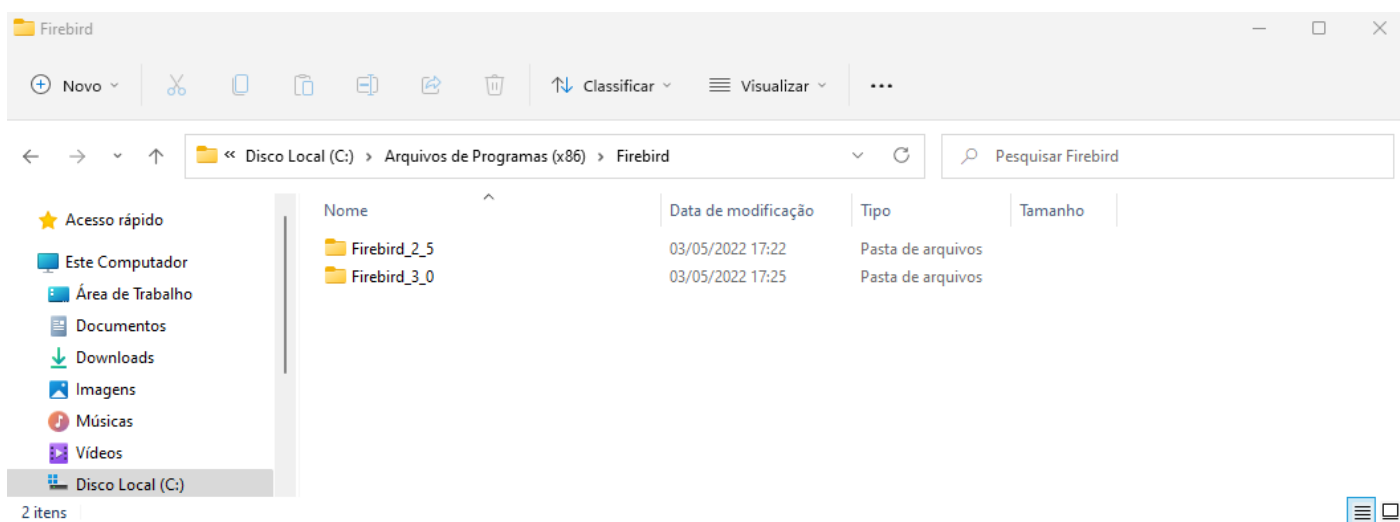 Firebird
Novo
Classificar
Visualizar
Disco Local (C:) Arquivos de Programas (x86) Firebird
Pesquisar Firebird
Acesso rápido
Este Computador
Área de Trabalho
Documentos
Downloads
Imagens
Músicas
Vídeos
Disco Local (C:)
Nome Data de modificação Tipo Tamanho
Firebird_2_5 03/05/2022 17:22 Pasta de arquivos
Firebird_3_0 03/05/2022 17:25 Pasta de arquivos
2 itens